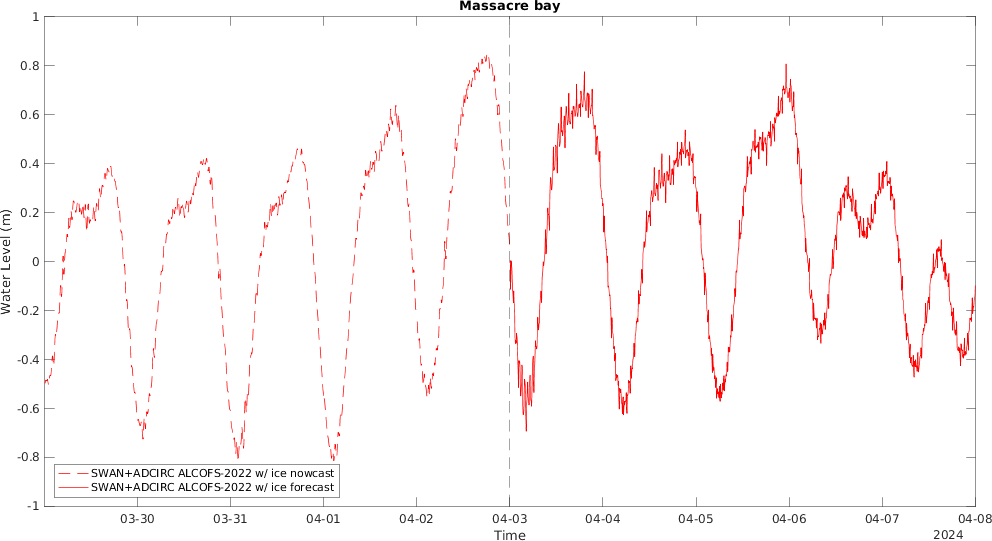 Massacre bay
Water Level (m)
1
0.8
0.6
0.4
0.2
0
-0.2
-0.4
-0.6
-0.8
-1
SWAN+ADCIRC ALCOFS-2022 w/ ice nowcast
SWAN+ADCIRC ALCOFS-2022 w/ ice forecast
03-30 03-31 04-01 04-02 04-03 04-04 04-05 04-06 04-07 04-08
Time
2024